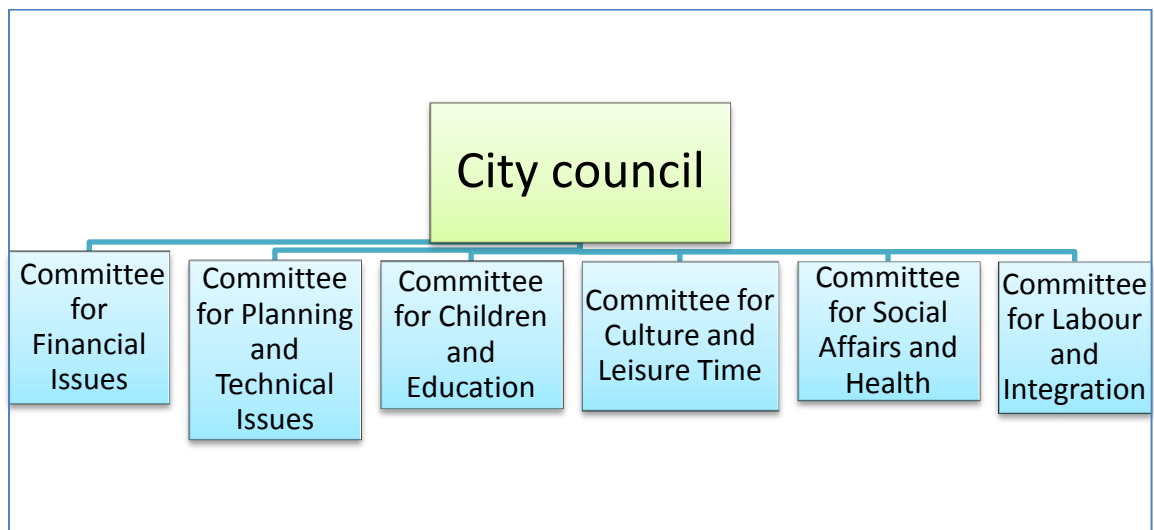 City council
Committee
for
Financial
Issues
Committee
for Planning
and
Technical
Issues
Committee
for Children
and
Education
Committee for
Culture and
Leisure Time
Committee
for Social
Affairs and
Health
Committee
for Labour
and
Integration